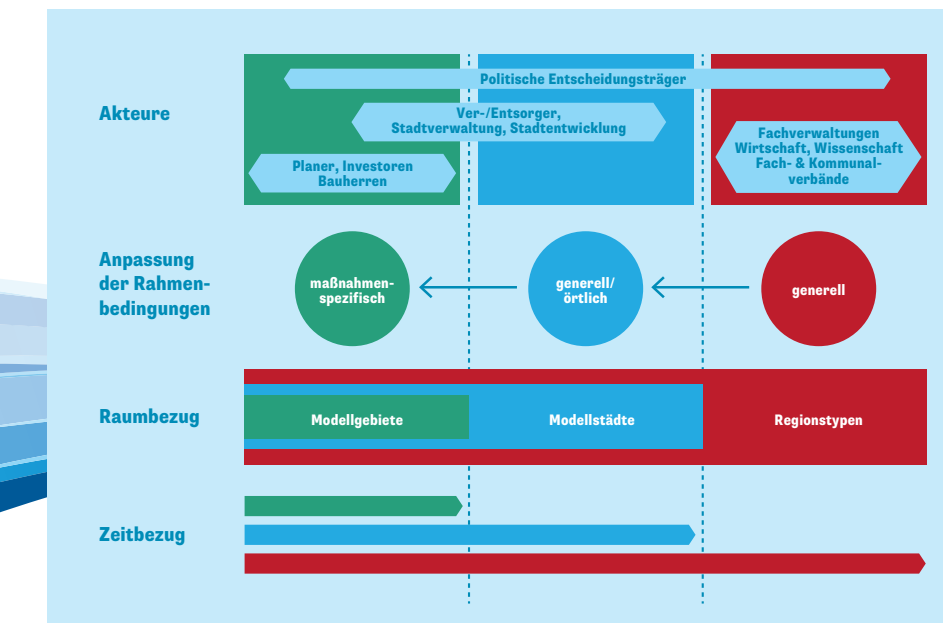 Akteure
Politische Entscheidungsträger
Ver-/Entsorger,
Stadtverwaltung, Stadtentwicklung
Planer, Investoren
Bauherren
Fachverwaltungen
Wirtschaft, Wissenschaft
Fach- & Kommunal-
verbände
Anpassung
der Rahmen-
bedingungen
maßnahmen-
spezifisch
generell/
örtlich
generell
Raumbezug
Modellgebiete
Modellstädte
Regionstypen
Zeitbezug